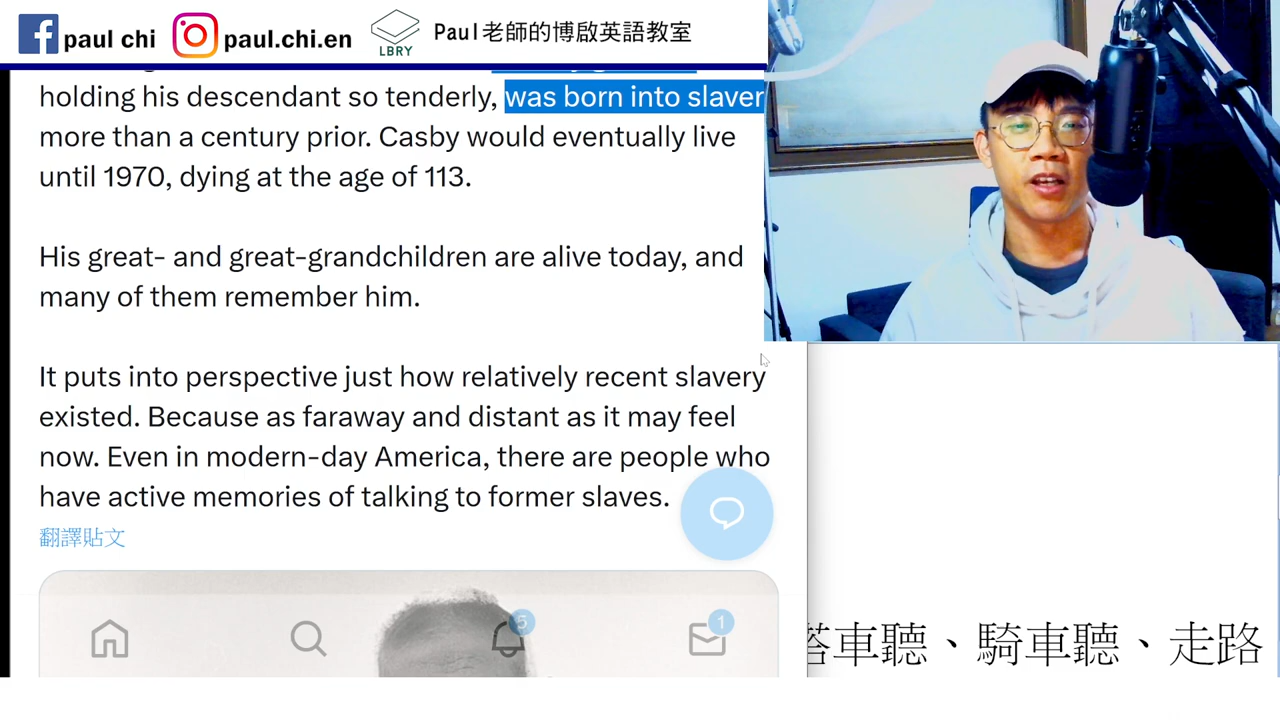 paul chi
paul.chi.en
LBRY
Paul老師的博啟英語教室
holding his descendant so tenderly, was born into slaver
more than a century prior. Casby would eventually live
until 1970, dying at the age of 113.
His great- and great-grandchildren are alive today, and
many of them remember him.
It puts into perspective just how relatively recent slavery
existed. Because as faraway and distant as it may feel
now. Even in modern-day America, there are people who
have active memories of talking to former slaves.
翻譯貼文
5
1
車聽、騎車聽、走路